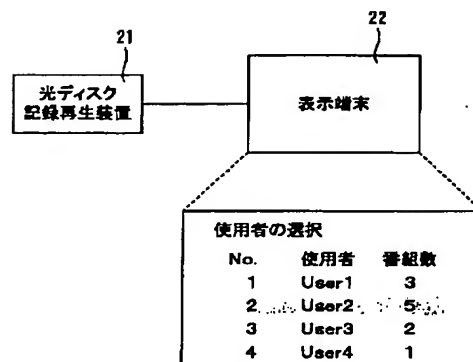 21
22
光ディスク
記録再生装置
表示端末
使用者の選択
No. 使用者 番組数
1 User1 3
2 User2 5
3 User3 2
4 User4 1